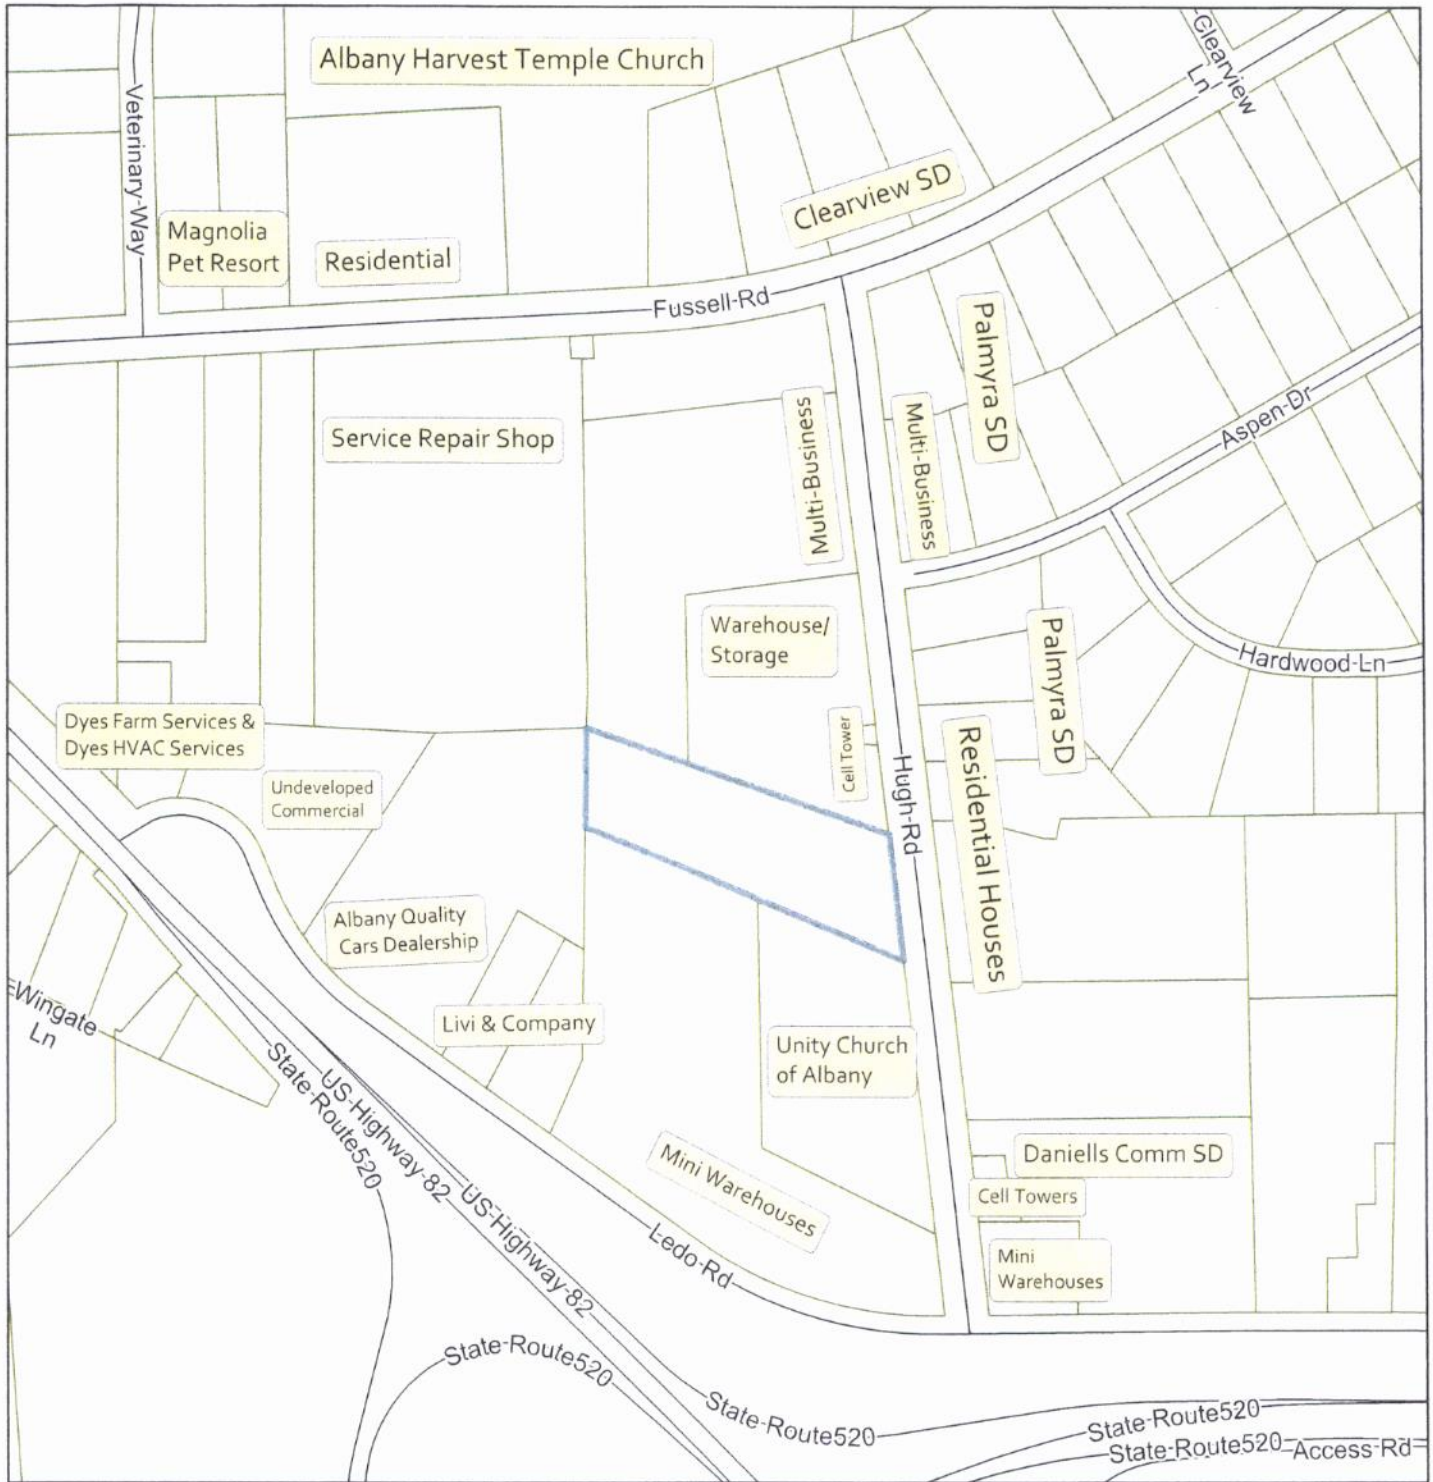 Albany Harvest Temple Church
Clearview
Ln
Veterinary-Way
Clearview SD
Magnolia
Pet Resort
Residential
Fussell-Rd
Palmyra SD
Service Repair Shop
Multi-Business
Multi-Business
Aspen-Dr
Warehouse/
Storage
Palmyra SD
Hardwood-Ln
Dyes Farm Services &
Dyes HVAC Services
Cell Tower
Hugh-Rd
Residential Houses
Undeveloped
Commercial
Albany Quality
Cars Dealership
Livi & Company
EWingate
Ln
Unity Church
of Albany
State-Route520
US-Highway-82
US-Highway-82
Mini Warehouses
Daniells Comm SD
Cell Towers
Ledo-Rd
Mini
Warehouses
State-Route520
State-Route520
State-Route520
State-Route520
Access-Rd